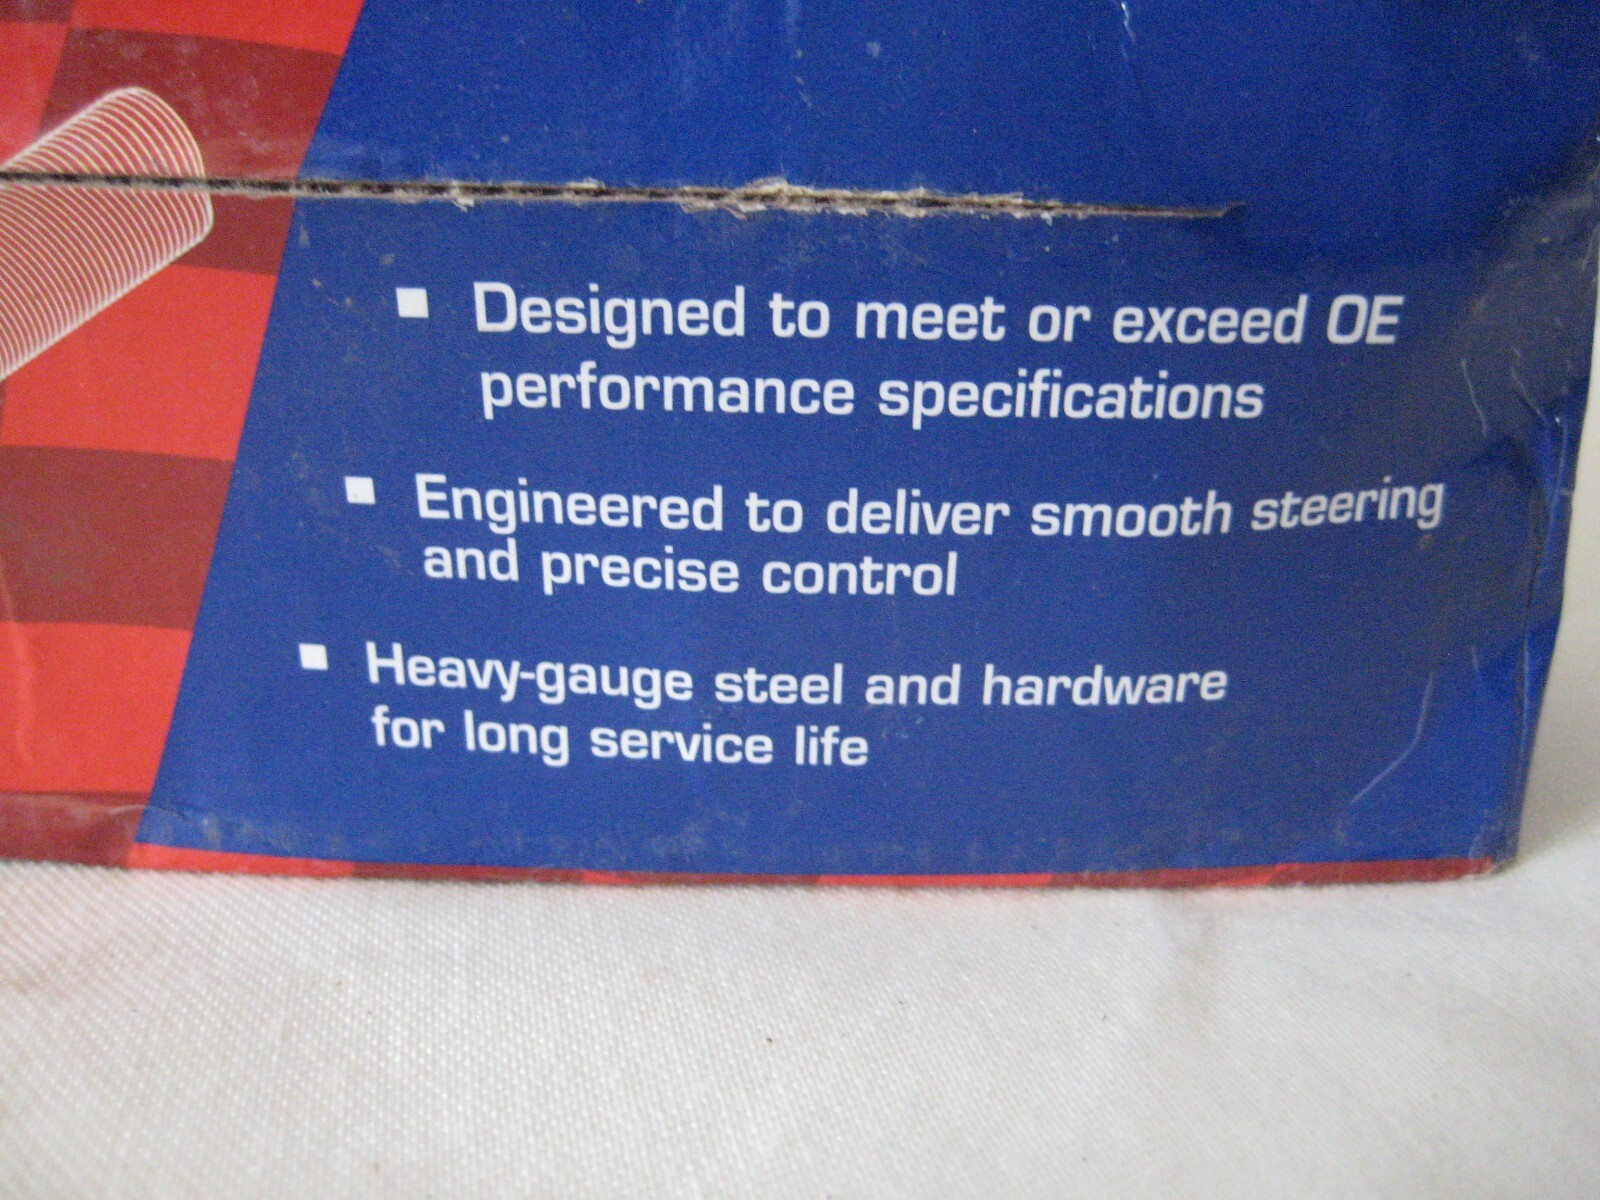 Designed to meet or exceed OE
performance specifications
Engineered to deliver smooth steering
and precise control
Heavy-gauge steel and hardware
for long service life